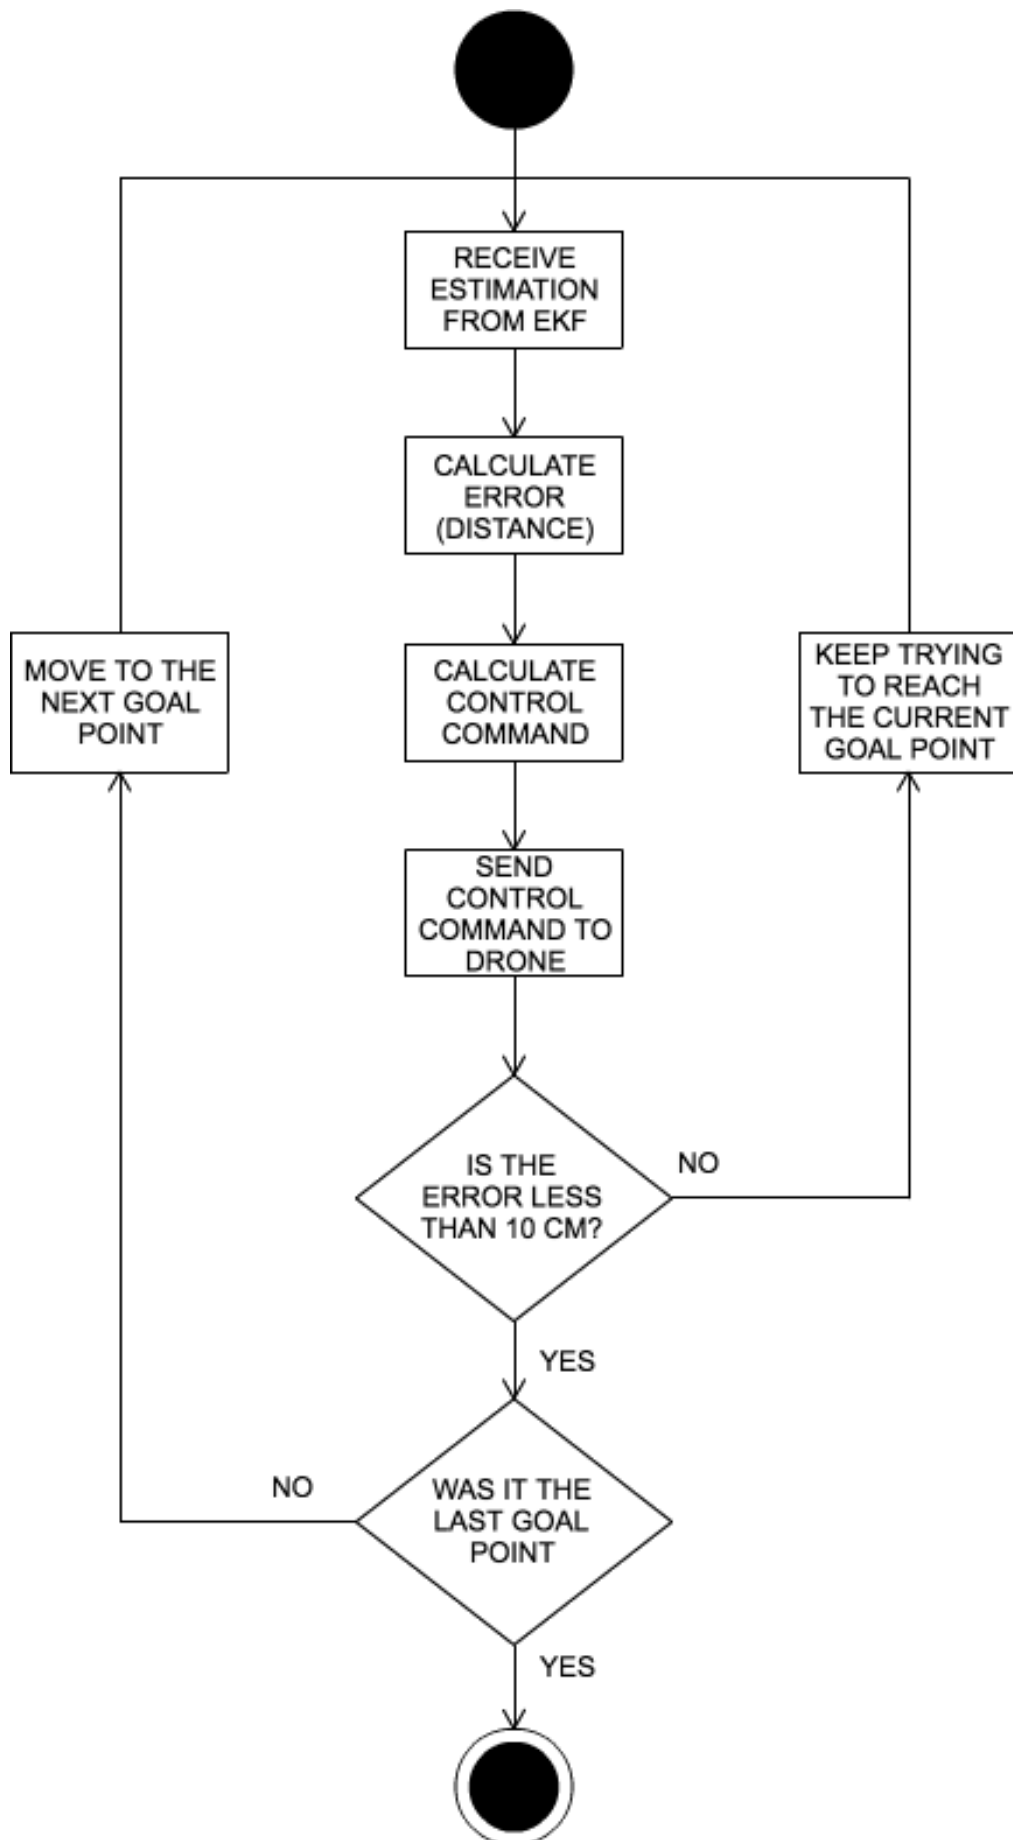 RECEIVE
ESTIMATION
FROM EKF
CALCULATE
ERROR
(DISTANCE)
MOVE TO THE
NEXT GOAL
POINT
CALCULATE
CONTROL
COMMAND
KEEP TRYING
TO REACH
THE CURRENT
GOAL POINT
SEND
CONTROL
COMMAND TO
DRONE
IS THE
ERROR LESS
THAN 10 CM?
NO
YES
WAS IT THE
LAST GOAL
POINT
NO
YES